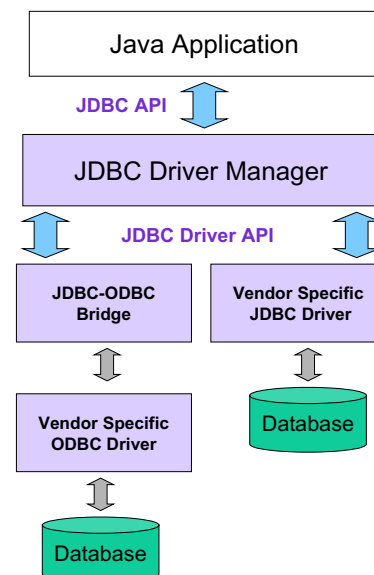 Java Application
JDBC API
JDBC Driver Manager
JDBC Driver API
JDBC-ODBC
Bridge
Vendor Specific
JDBC Driver
Vendor Specific
ODBC Driver
Database
Database